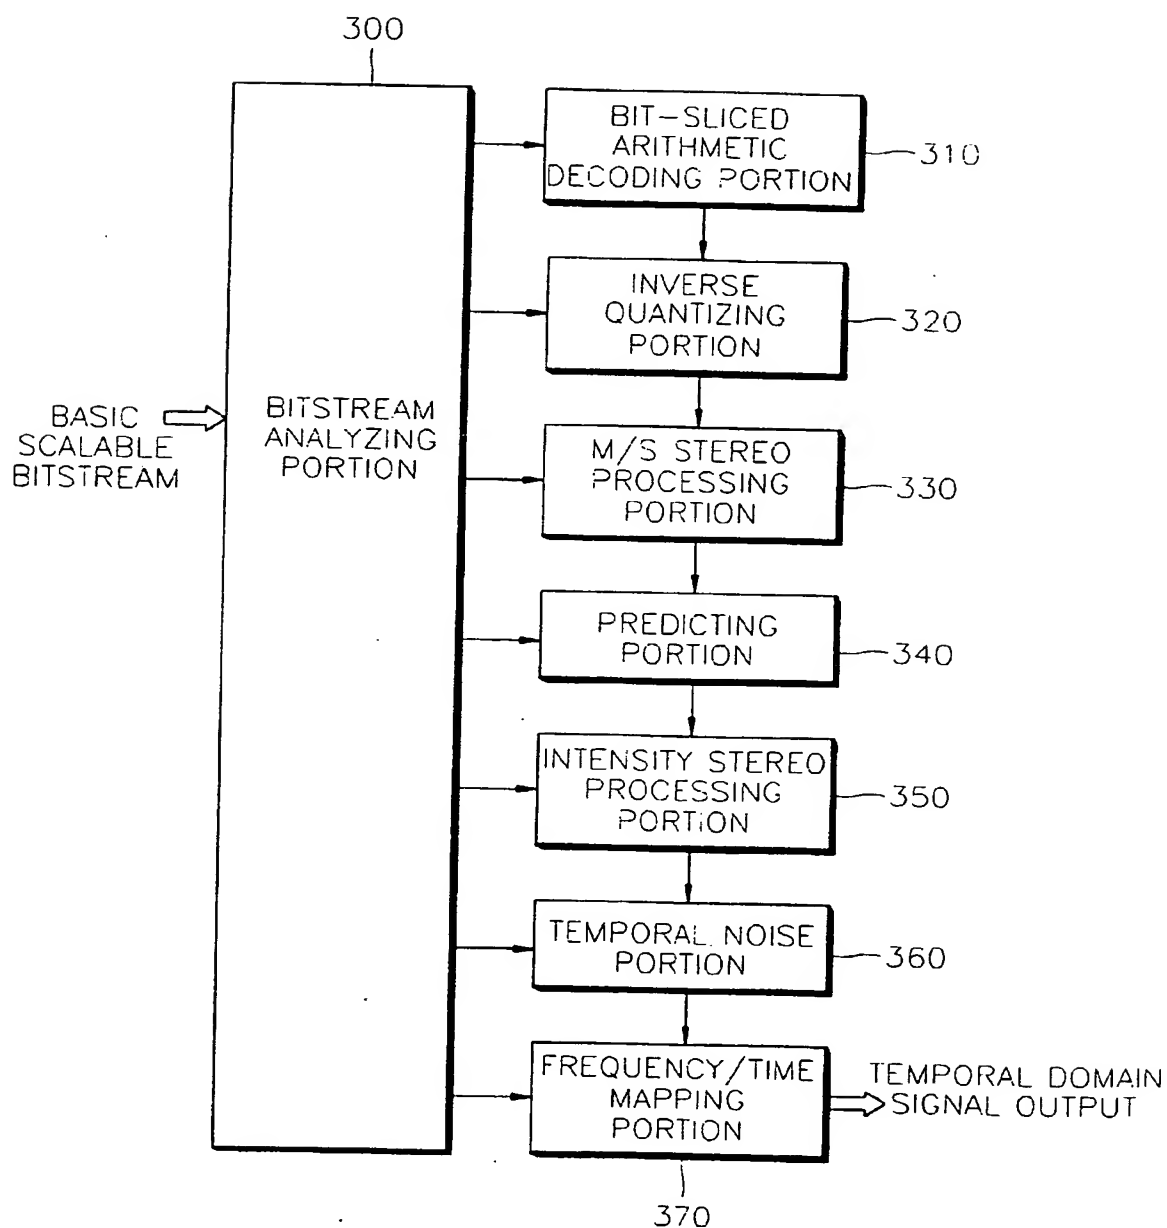 300
BIT-SLICED
ARITHMETIC
DECODING PORTION
310
INVERSE
QUANTIZING
PORTION
320
BASIC
SCALABLE
BITSTREAM
BITSTREAM
ANALYZING
PORTION
M/S STEREO
PROCESSING
PORTION
330
PREDICTING
PORTION
340
INTENSITY STEREO
PROCESSING
PORTION
350
TEMPORAL NOISE
PORTION
360
FREQUENCY/TIME
MAPPING
PORTION
TEMPORAL DOMAIN
SIGNAL OUTPUT
370